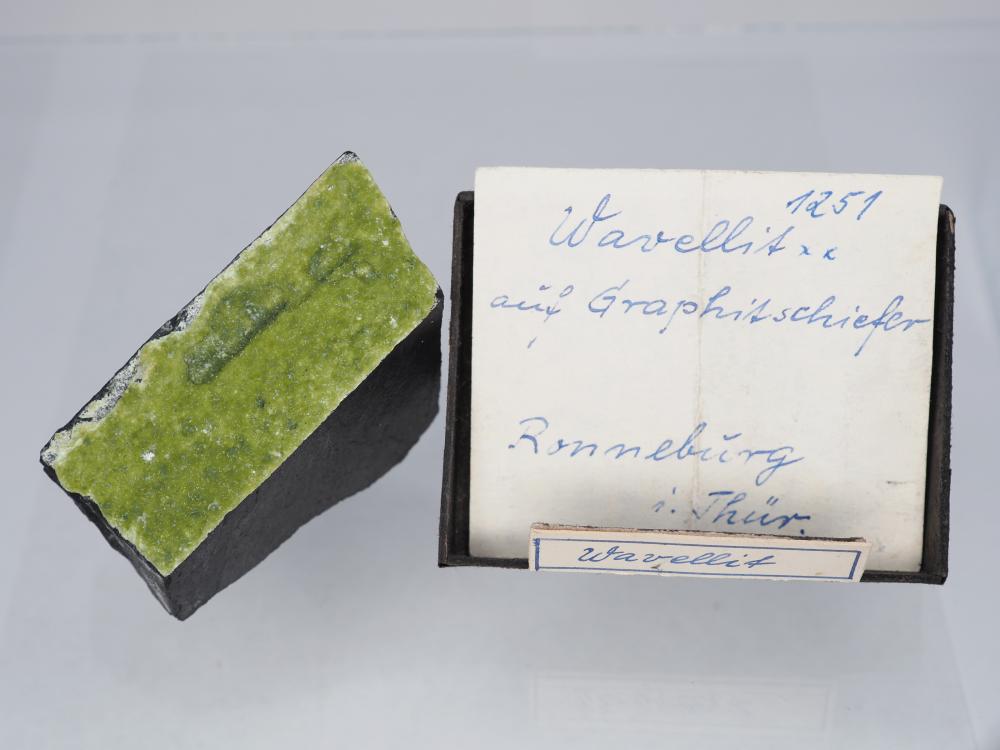 1251
Wavellit xx
auf Graphitschiefer
Ronneburg
i. Thür.
Wavellit